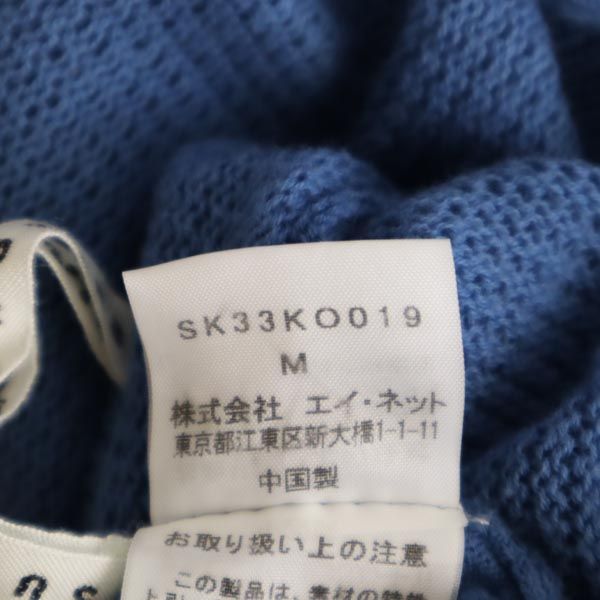 SK33KO019
M
株式会社 エイ・ネット
東京都江東区新大橋1-1-11
中国製
お取り扱い上の注意
この製品は、素材の特性